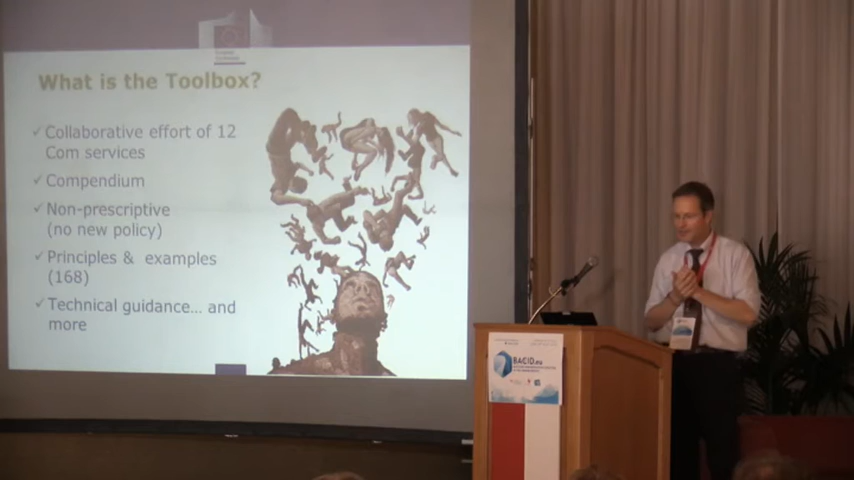 What is the Toolbox?
✓ Collaborative effort of 12
Com services
✓ Compendium
✓ Non-prescriptive
(no new policy)
✓ Principles & examples
(168)
✓ Technical guidance... and
more
BACID.eu